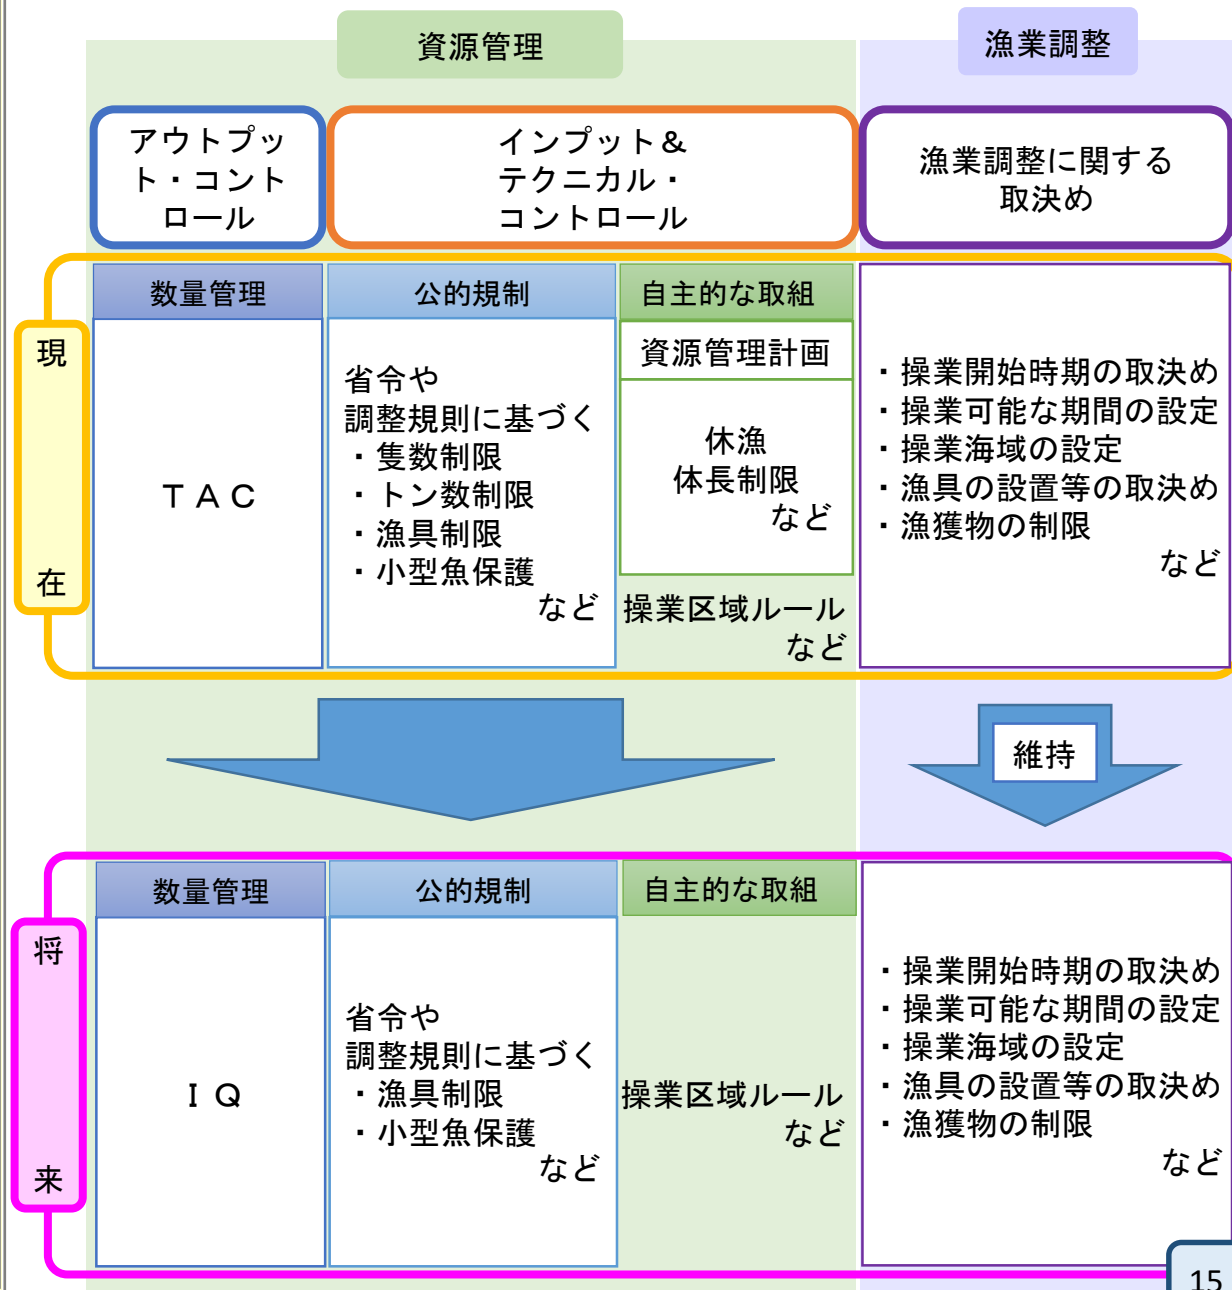 資源管理
漁業調整
アウトプッ
ト・コント
ロール
インプット＆
テクニカル・
コントロール
漁業調整に関する
取決め
現
在
数量管理
ＴＡＣ
公的規制
省令や
調整規則に基づく
・隻数制限
・トン数制限
・漁具制限
・小型魚保護
など
自主的な取組
資源管理計画
休漁
体長制限
など
操業区域ルール
など
・操業開始時期の取決め
・操業可能な期間の設定
・操業海域の設定
・漁具の設置等の取決め
・漁獲物の制限
など
維持
将
来
数量管理
ＩＱ
公的規制
省令や
調整規則に基づく
・漁具制限
・小型魚保護
など
自主的な取組
操業区域ルール
など
・操業開始時期の取決め
・操業可能な期間の設定
・操業海域の設定
・漁具の設置等の取決め
・漁獲物の制限
など
15